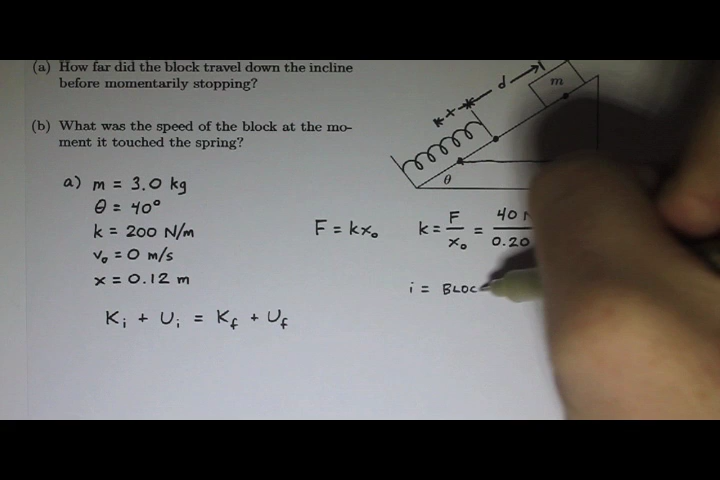 (a) How far did the block travel down the incline
before momentarily stopping?
(b) What was the speed of the block at the mo-
ment it touched the spring?
x
d
m
θ
a) m = 3.0 kg
θ = 40°
k = 200 N/m
v₀ = 0 m/s
x = 0.12 m
F = kx₀
k = F/x₀ = 40 N/0.20
i = BLOC
Kᵢ + Uᵢ = K_f + U_f